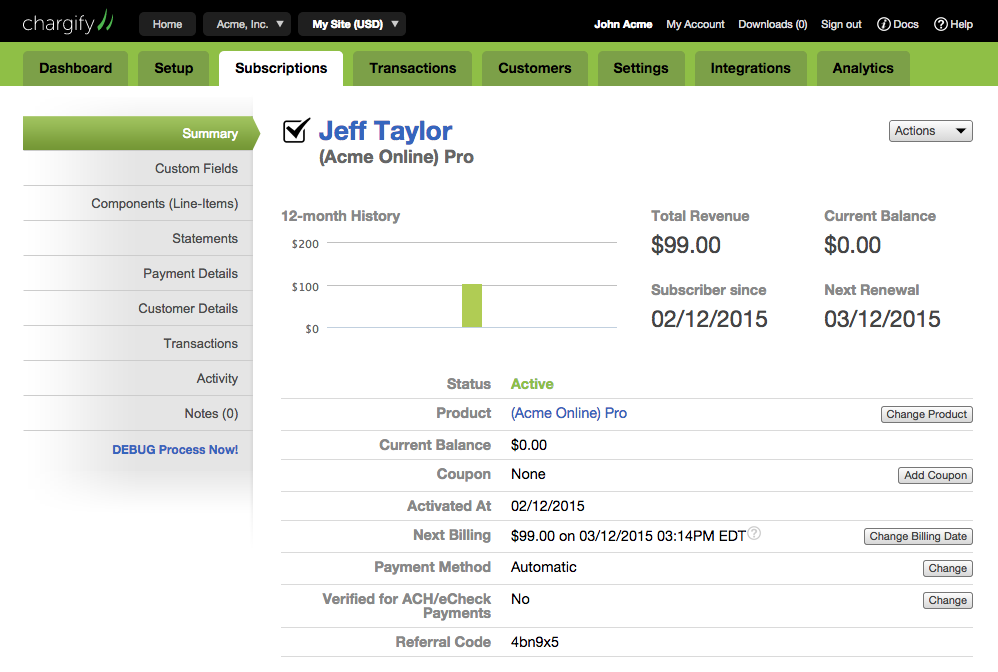 chargify Home Acme, Inc. My Site (USD) John Acme My Account Downloads (0) Sign out i Docs ? Help
Dashboard Setup Subscriptions Transactions Customers Settings Integrations Analytics
Summary
Custom Fields
Components (Line-Items)
Statements
Payment Details
Customer Details
Transactions
Activity
Notes (0)
DEBUG Process Now!
Jeff Taylor
(Acme Online) Pro
Actions
12-month History
$200
$100
$0
Total Revenue
$99.00
Current Balance
$0.00
Subscriber since
02/12/2015
Next Renewal
03/12/2015
Status Active
Product (Acme Online) Pro Change Product
Current Balance $0.00
Coupon None Add Coupon
Activated At 02/12/2015
Next Billing $99.00 on 03/12/2015 03:14PM EDT ? Change Billing Date
Payment Method Automatic Change
Verified for ACH/eCheck No Change
Payments
Referral Code 4bn9x5